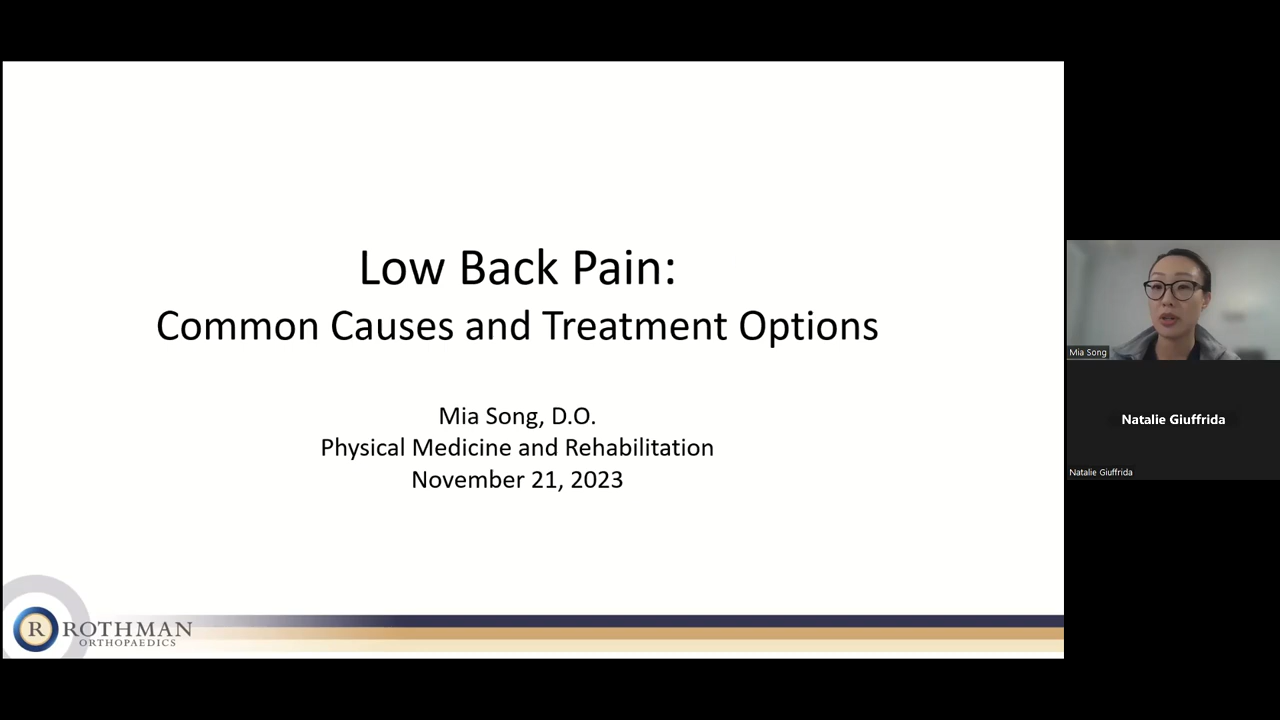 Low Back Pain:
Common Causes and Treatment Options
Mia Song, D.O.
Physical Medicine and Rehabilitation
November 21, 2023
R ROTHMAN
ORTHOPAEDICS
Mia Song
Natalie Giuffrida
Natalie Giuffrida